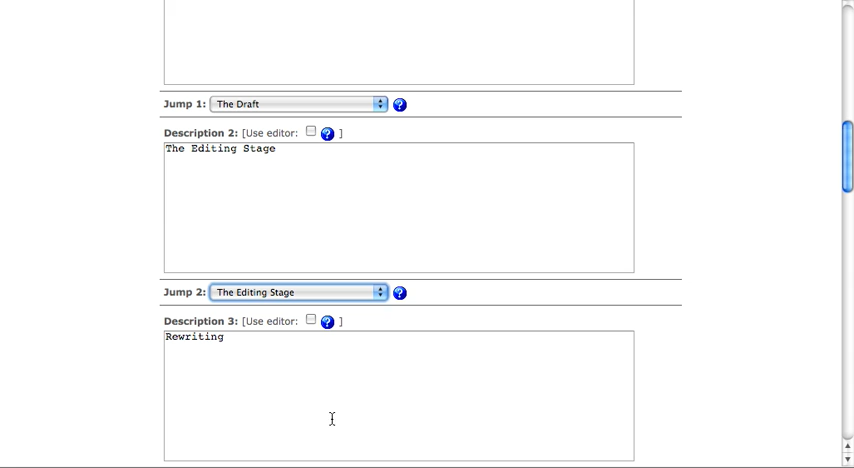 Jump 1: The Draft ?
Description 2: [Use editor: ? ]
The Editing Stage
Jump 2: The Editing Stage ?
Description 3: [Use editor: ? ]
Rewriting